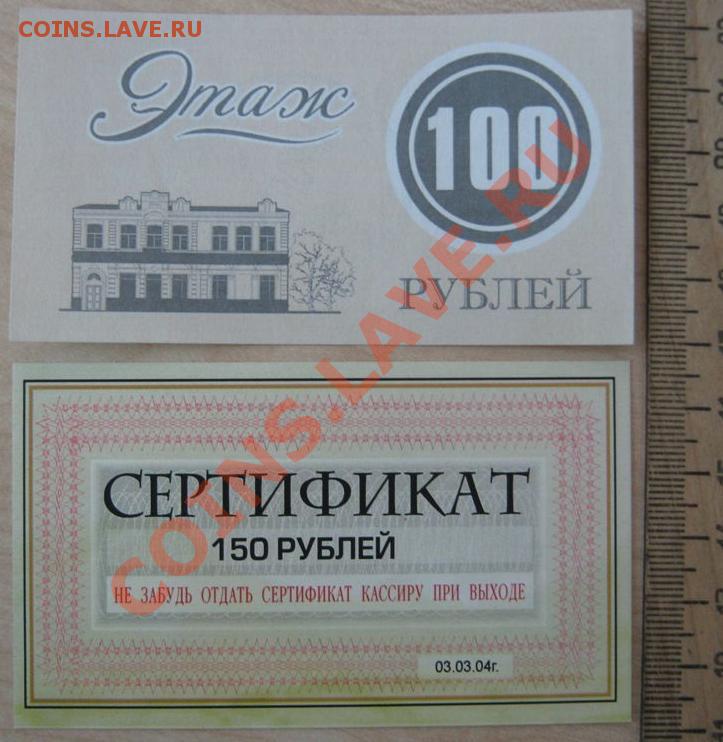 COINS.LAVE.RU
Этаж
100
РУБЛЕЙ
COINS.LAVE.RU
СЕРТИФИКАТ
150 РУБЛЕЙ
НЕ ЗАБУДЬ ОТДАТЬ СЕРТИФИКАТ КАССИРУ ПРИ ВЫХОДЕ
03.03.04г.